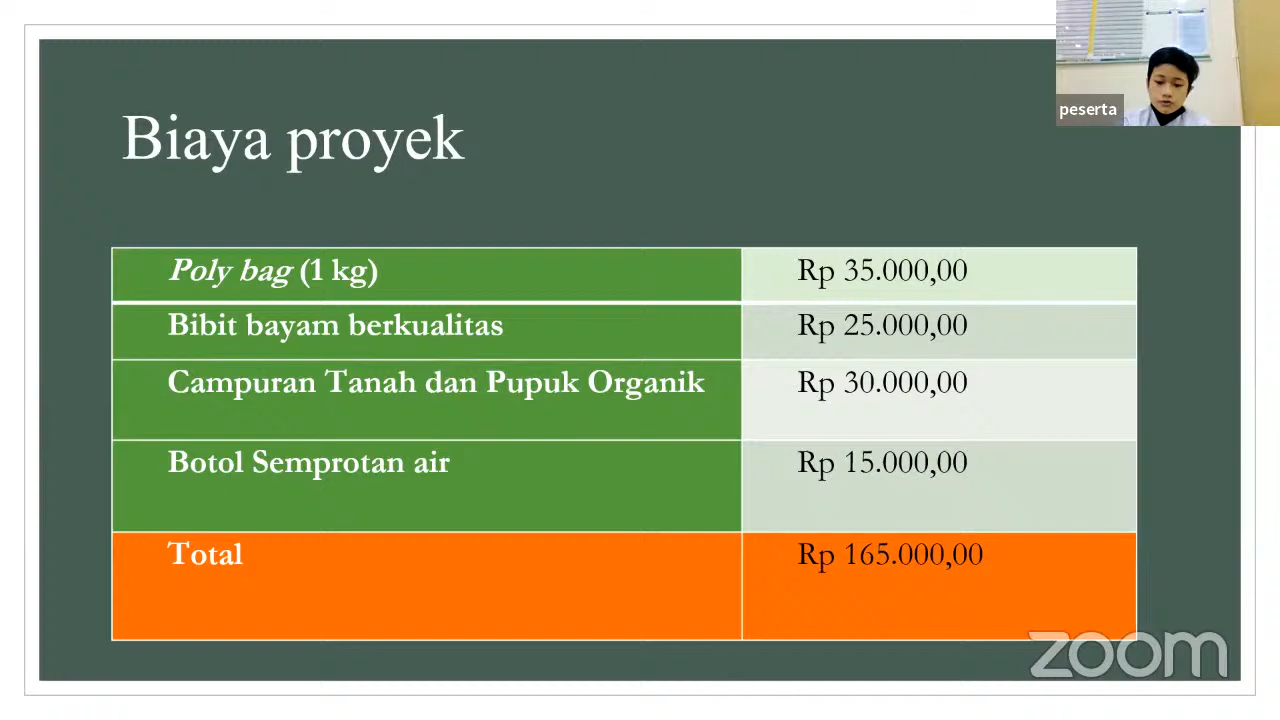 peserta
Biaya proyek
Poly bag (1 kg) Rp 35.000,00
Bibit bayam berkualitas Rp 25.000,00
Campuran Tanah dan Pupuk Organik Rp 30.000,00
Botol Semprotan air Rp 15.000,00
Total Rp 165.000,00
zoom